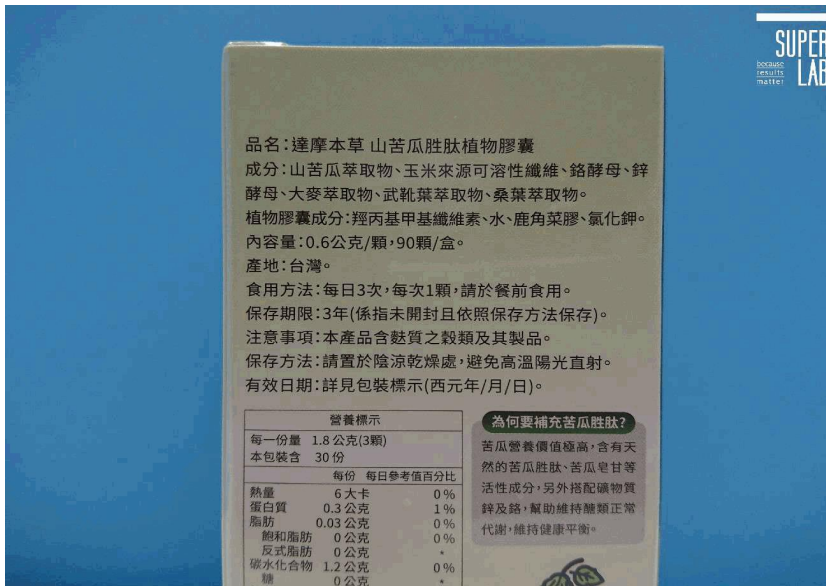 SUPER
LAB
because
results
matter
品名:達摩本草 山苦瓜胜肽植物膠囊
成分:山苦瓜萃取物、玉米來源可溶性纖維、鉻酵母、鋅
酵母、大麥萃取物、武靴葉萃取物、桑葉萃取物。
植物膠囊成分:羥丙基甲基纖維素、水、鹿角菜膠、氯化鉀。
內容量:0.6公克/顆,90顆/盒。
產地:台灣。
食用方法:每日3次,每次1顆,請於餐前食用。
保存期限:3年(係指未開封且依照保存方法保存)。
注意事項:本產品含麩質之穀類及其製品。
保存方法:請置於陰涼乾燥處,避免高溫陽光直射。
有效日期:詳見包裝標示(西元年/月/日)。
營養標示
每一份量 1.8公克(3顆)
本包裝含 30份
每份 每日參考值百分比
熱量 6大卡 0%
蛋白質 0.3公克 1%
脂肪 0.03公克 0%
飽和脂肪 0公克 0%
反式脂肪 0公克 *
碳水化合物 1.2公克 0%
糖 0公克 *
為何要補充苦瓜胜肽?
苦瓜營養價值極高,含有天
然的苦瓜胜肽、苦瓜皂甘等
活性成分,另外搭配礦物質
鋅及鉻,幫助維持醣類正常
代謝,維持健康平衡。